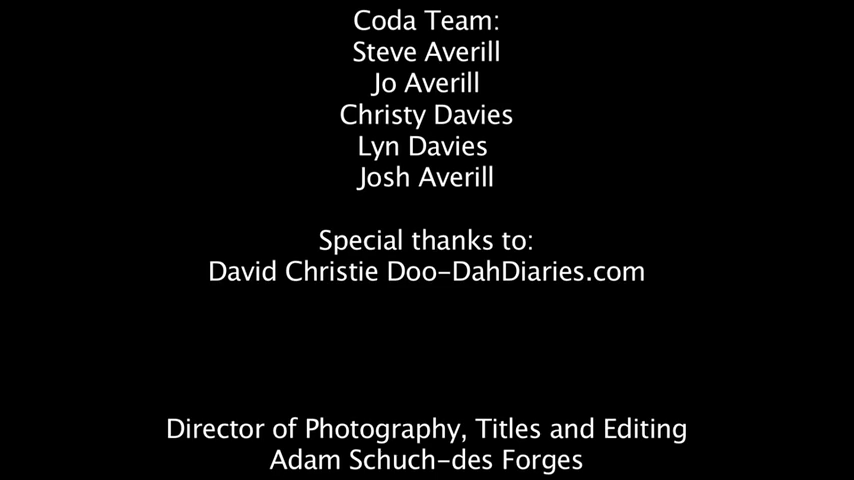 Coda Team:
Steve Averill
Jo Averill
Christy Davies
Lyn Davies
Josh Averill
Special thanks to:
David Christie Doo-DahDiaries.com
Director of Photography, Titles and Editing
Adam Schuch-des Forges